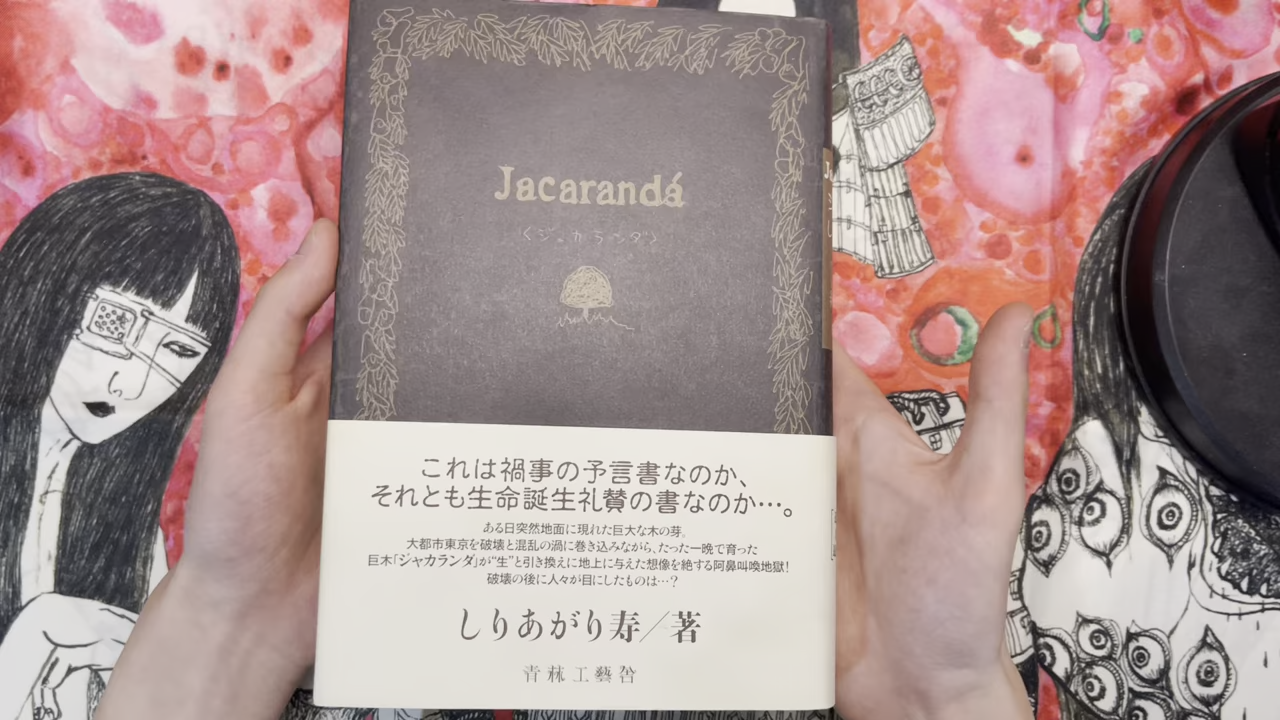 Jacarandá
〈ジャカランダ〉
これは禍事の予言書なのか、
それとも生命誕生礼賛の書なのか…。
ある日突然地面に現れた巨大な木の芽。
大都市東京を破壊と混乱の渦に巻き込みながら、たった一晩で育った
巨木「ジャカランダ」が“生”と引き換えに地上に与えた想像を絶する阿鼻叫喚地獄!
破壊の後に人々が目にしたものは…?
しりあがり寿/著
青林工藝舎